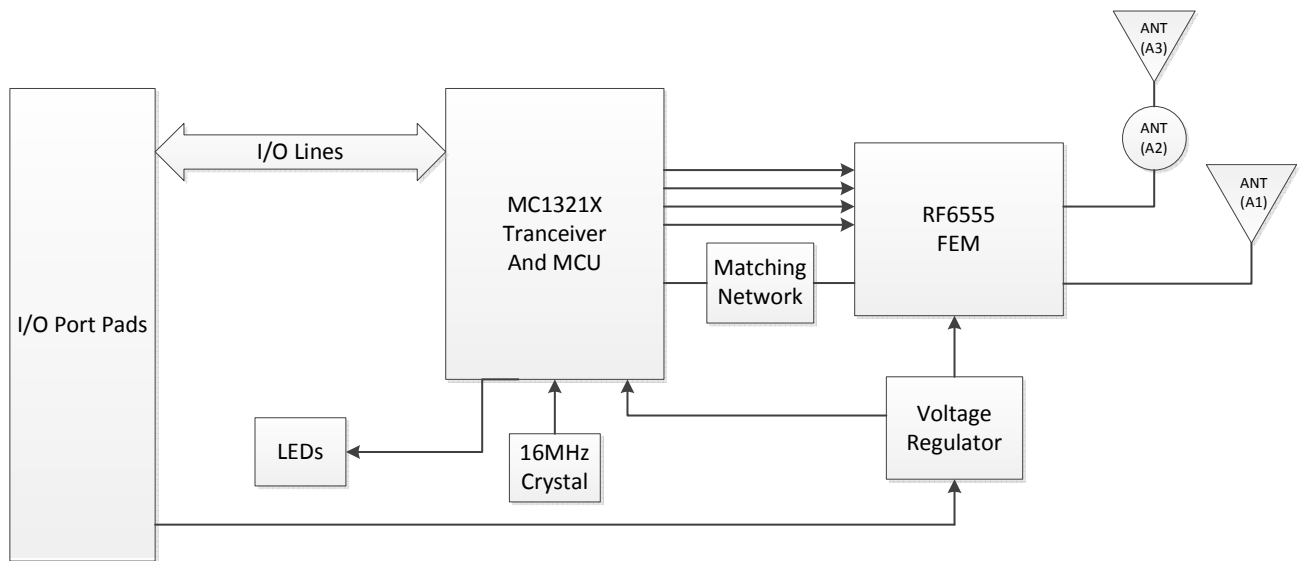 ANT
(A3)
ANT
(A2)
ANT
(A1)
I/O Lines
MC1321X
Tranceiver
And MCU
RF6555
FEM
Matching
Network
I/O Port Pads
Voltage
Regulator
LEDs
16MHz
Crystal